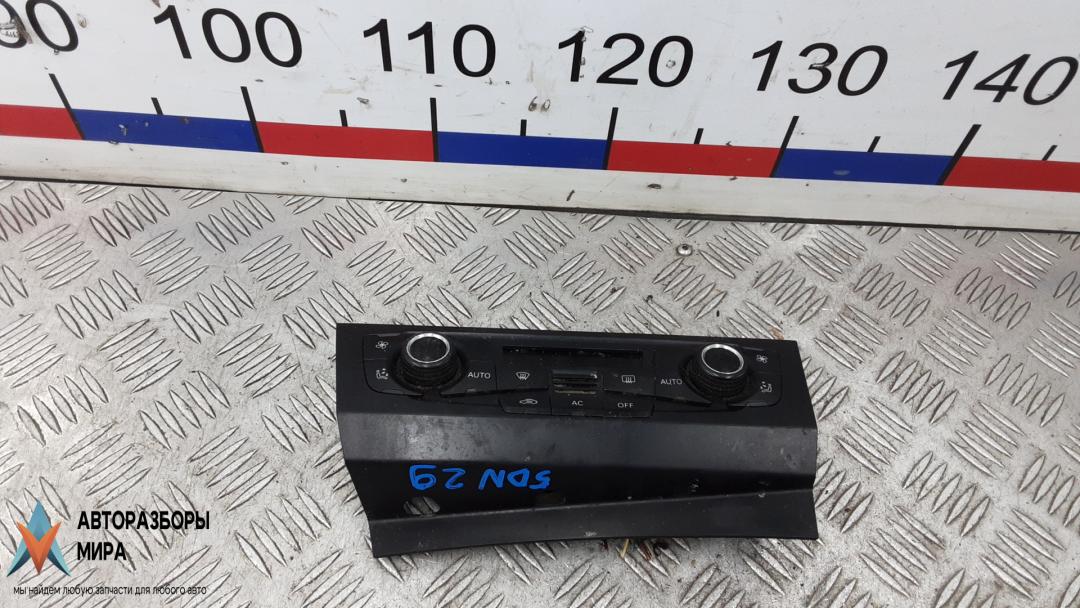 100 110 120 130 140
AUTO AUTO
AC OFF
5DN 29
АВТОРАЗБОРЫ
МИРА
мы найдем любую запчасти для любого авто